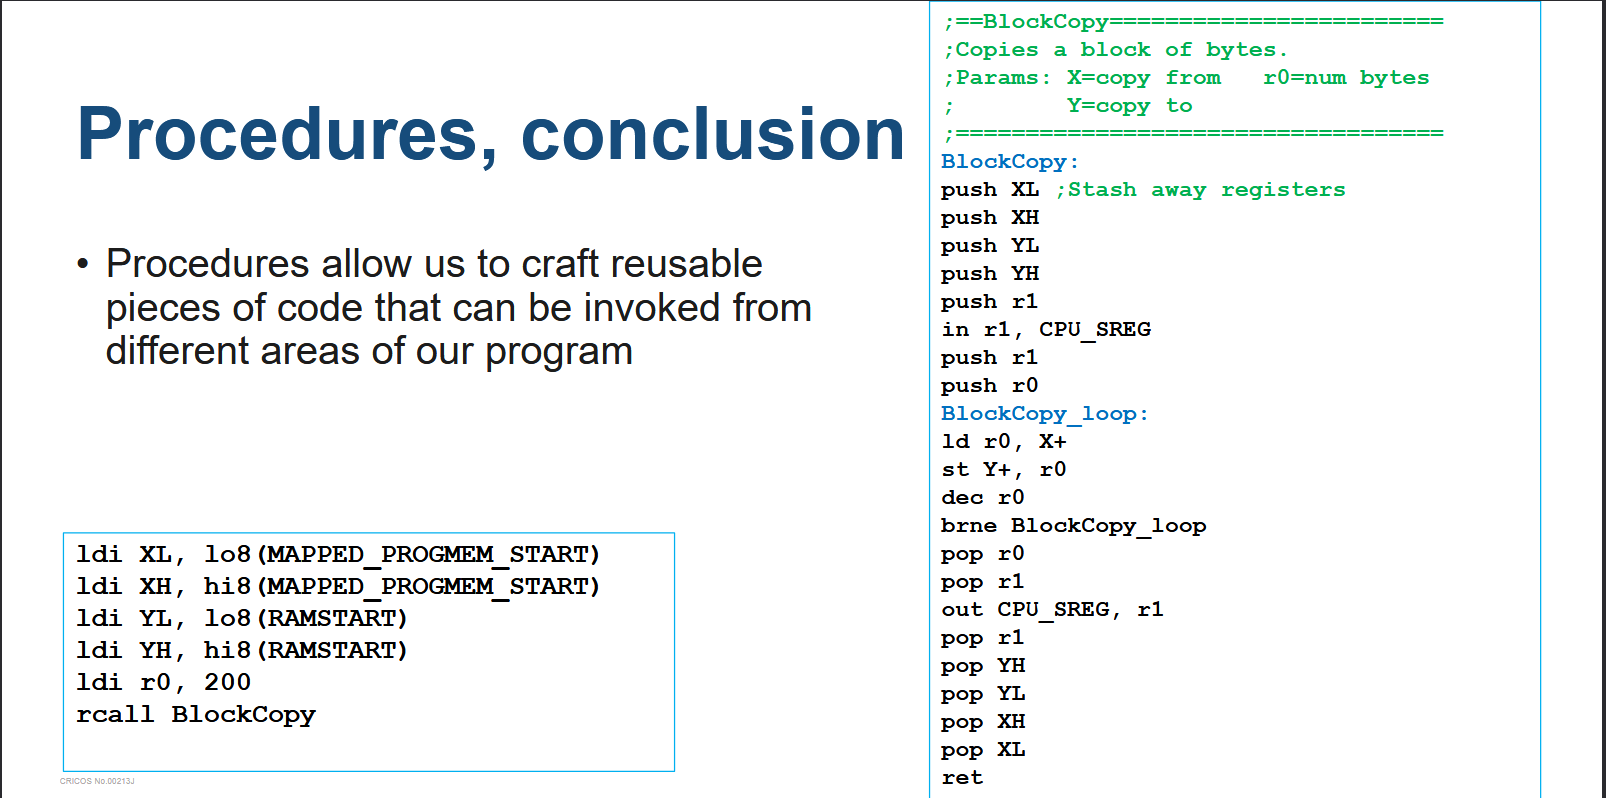 Procedures, conclusion
• Procedures allow us to craft reusable
pieces of code that can be invoked from
different areas of our program
ldi XL, lo8(MAPPED_PROGMEM_START)
ldi XH, hi8(MAPPED_PROGMEM_START)
ldi YL, lo8(RAMSTART)
ldi YH, hi8(RAMSTART)
ldi r0, 200
rcall BlockCopy
CRICOS No.00213J
;==BlockCopy========================
;Copies a block of bytes.
;Params: X=copy from   r0=num bytes
;        Y=copy to
;===================================
BlockCopy:
push XL ;Stash away registers
push XH
push YL
push YH
push r1
in r1, CPU_SREG
push r1
push r0
BlockCopy_loop:
ld r0, X+
st Y+, r0
dec r0
brne BlockCopy_loop
pop r0
pop r1
out CPU_SREG, r1
pop r1
pop YH
pop YL
pop XH
pop XL
ret